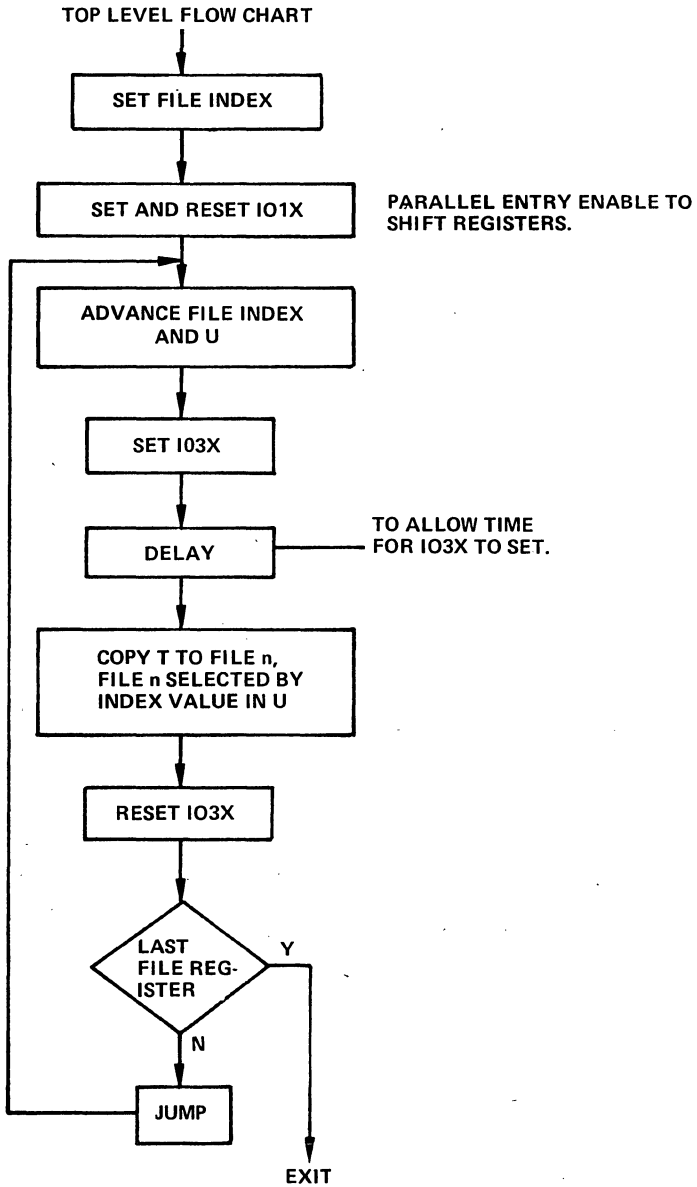 TOP LEVEL FLOW CHART
SET FILE INDEX
SET AND RESET IO1X
PARALLEL ENTRY ENABLE TO
SHIFT REGISTERS.
ADVANCE FILE INDEX
AND U
SET I03X
DELAY
TO ALLOW TIME
FOR IO3X TO SET.
COPY T TO FILE n,
FILE n SELECTED BY
INDEX VALUE IN U
RESET IO3X
LAST
FILE REG-
ISTER
Y
N
JUMP
EXIT